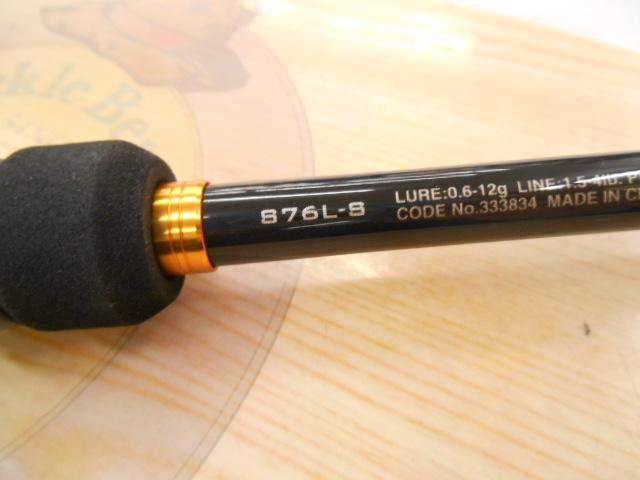 ckle Be
S76L-S
LURE:0.6-12g LINE:1.5-4lb. P
CODE No.333834 MADE IN C